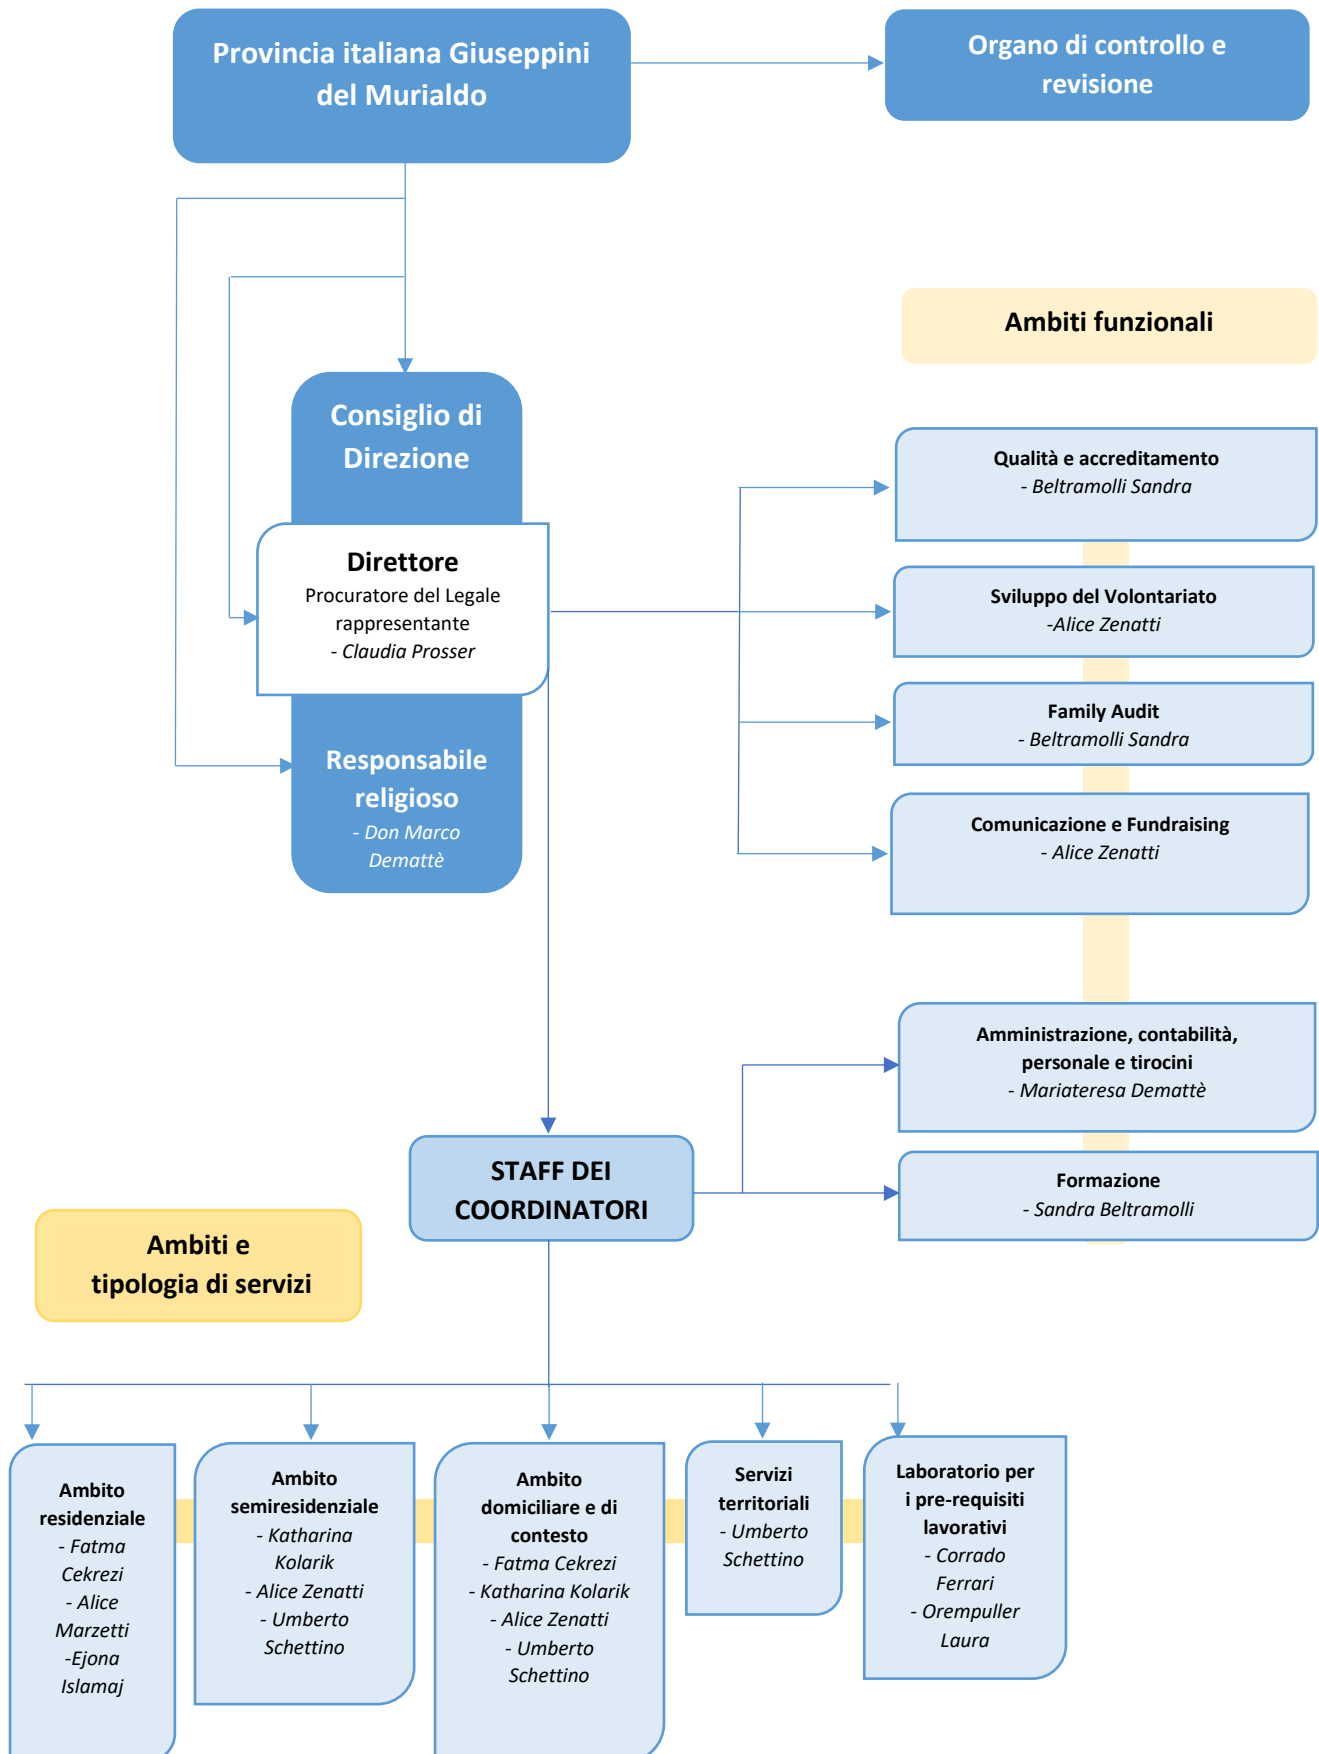 Provincia italiana Giuseppini
del Murialdo
Organo di controllo e
revisione
Ambiti funzionali
Consiglio di
Direzione
Direttore
Procuratore del Legale
rappresentante
- Claudia Prosser
Responsabile
religioso
- Don Marco
Demattè
Qualità e accreditamento
- Beltramolli Sandra
Sviluppo del Volontariato
-Alice Zenatti
Family Audit
- Beltramolli Sandra
Comunicazione e Fundraising
- Alice Zenatti
Amministrazione, contabilità,
personale e tirocini
- Mariateresa Demattè
Formazione
- Sandra Beltramolli
STAFF DEI
COORDINATORI
Ambiti e
tipologia di servizi
Ambito
residenziale
- Fatma
Cekrezi
- Alice
Marzetti
-Ejona
Islamaj
Ambito
semiresidenziale
- Katharina
Kolarik
- Alice Zenatti
- Umberto
Schettino
Ambito
domiciliare e di
contesto
- Fatma Cekrezi
- Katharina Kolarik
- Alice Zenatti
- Umberto
Schettino
Servizi
territoriali
- Umberto
Schettino
Laboratorio per
i pre-requisiti
lavorativi
- Corrado
Ferrari
- Orempuller
Laura